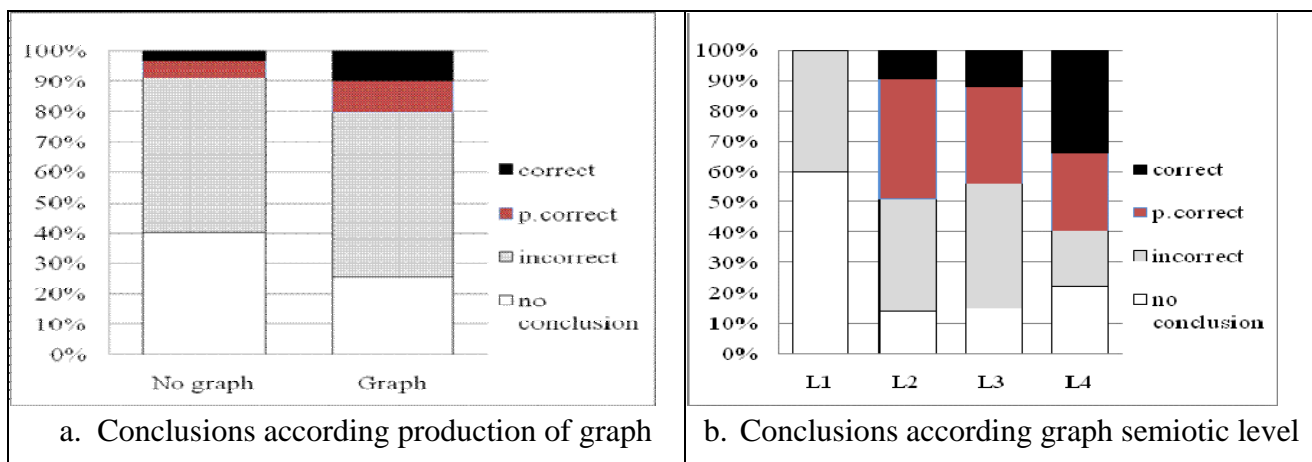 100%
90%
80%
70%
60%
50%
40%
30%
20%
10%
0%
No graph Graph
correct
p.correct
incorrect
no
conclusion
a. Conclusions according production of graph
100%
90%
80%
70%
60%
50%
40%
30%
20%
10%
0%
L1 L2 L3 L4
correct
p.correct
incorrect
no
conclusion
b. Conclusions according graph semiotic level